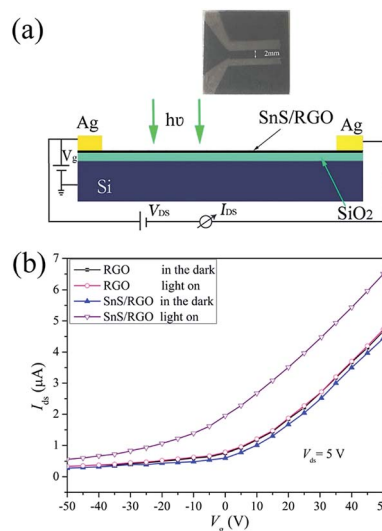 (a)
2mm
hυ
SnS/RGO
Ag
Ag
Vg
Si
SiO2
VDS
IDS
(b)
7
6
5
4
3
2
1
0
Ids (μA)
RGO in the dark
RGO light on
SnS/RGO in the dark
SnS/RGO light on
Vds= 5 V
-50 -40 -30 -20 -10 0 10 20 30 40 50
Vg (V)